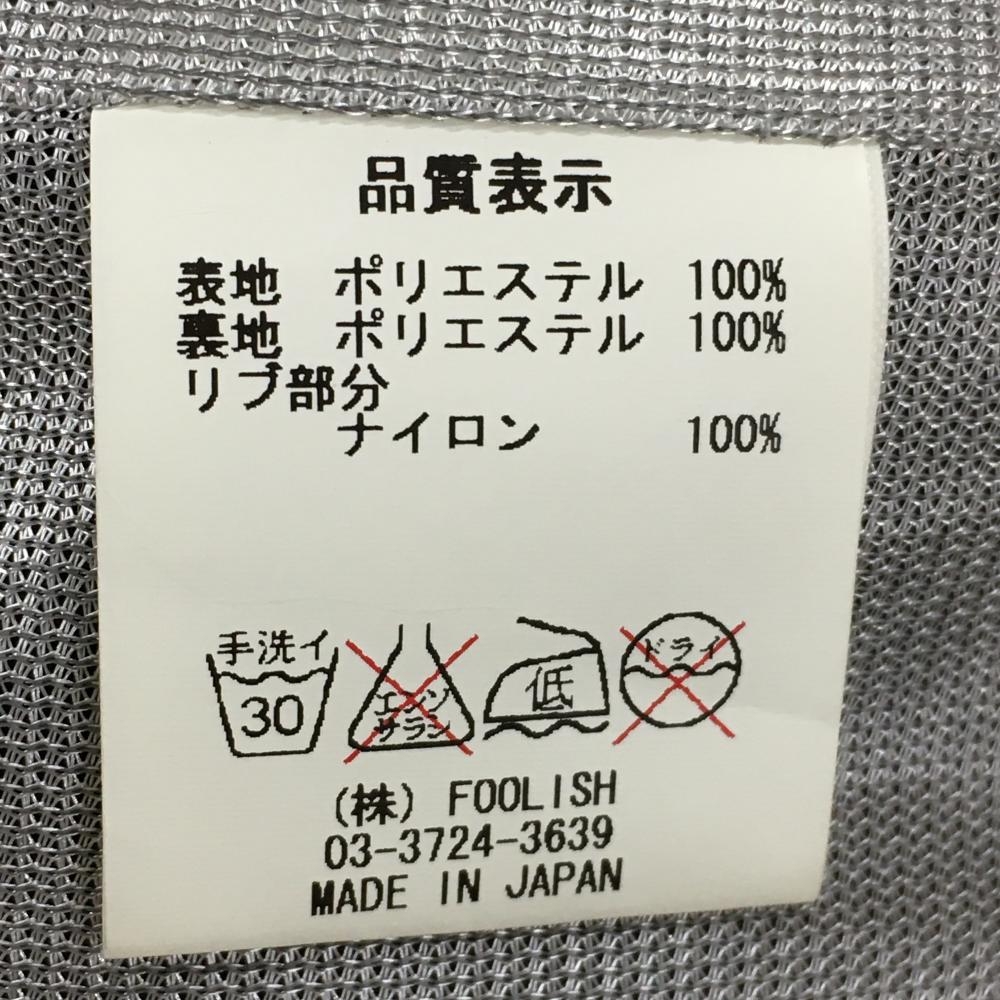 品質表示
表地 ポリエステル 100%
裏地 ポリエステル 100%
リブ部分
ナイロン 100%
手洗イ
30
エンソ
サラシ
低
ドライ
(株) FOOLISH
03-3724-3639
MADE IN JAPAN